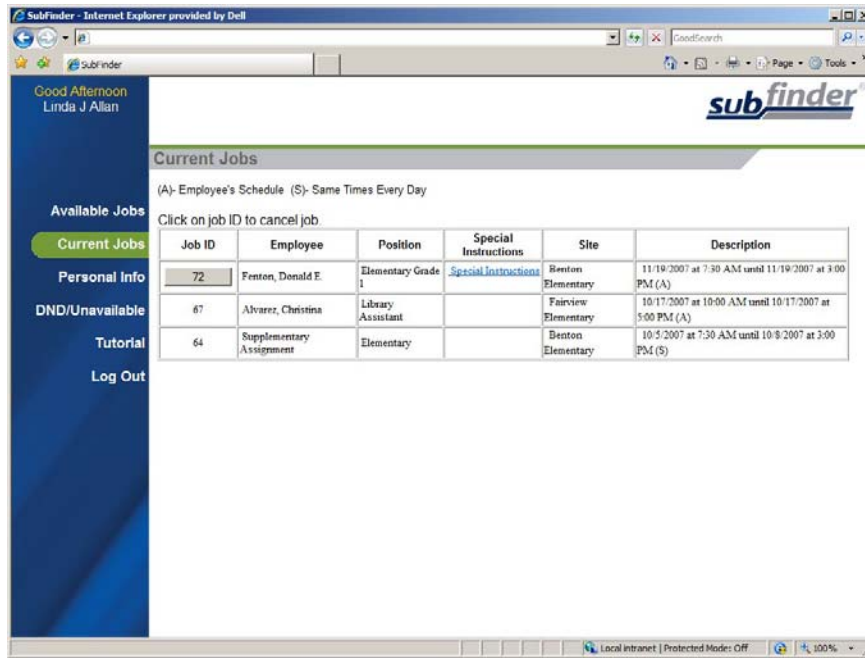 SubFinder - Internet Explorer provided by Dell
GoodSearch
SubFinder
Page
Tools
Good Afternoon
Linda J Allan
subfinder
Current Jobs
(A)- Employee's Schedule (S)- Same Times Every Day
Click on job ID to cancel job.
Available Jobs
Current Jobs
Personal Info
DND/Unavailable
Tutorial
Log Out
Job ID Employee Position Special Instructions Site Description
72 Fenton, Donald E. Elementary Grade 1 Special Instructions Benton Elementary 11/19/2007 at 7:30 AM until 11/19/2007 at 3:00 PM (A)
67 Alvarez, Christina Library Assistant Fairview Elementary 10/17/2007 at 10:00 AM until 10/17/2007 at 5:00 PM (A)
64 Supplementary Assignment Elementary Benton Elementary 10/5/2007 at 7:30 AM until 10/8/2007 at 3:00 PM (S)
Local intranet | Protected Mode: Off 100%